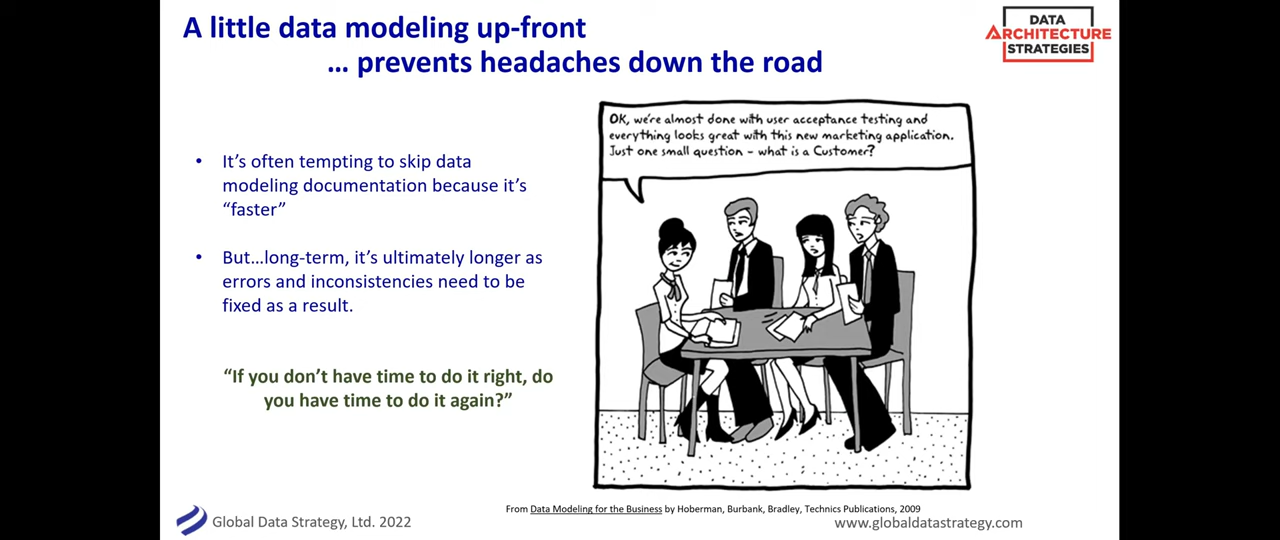 A little data modeling up-front
… prevents headaches down the road
DATA
ARCHITECTURE
STRATEGIES
• It’s often tempting to skip data
modeling documentation because it’s
“faster”
• But…long-term, it’s ultimately longer as
errors and inconsistencies need to be
fixed as a result.
“If you don’t have time to do it right, do
you have time to do it again?”
OK, we're almost done with user acceptance testing and
everything looks great with this new marketing application.
Just one small question - what is a Customer?
From Data Modeling for the Business by Hoberman, Burbank, Bradley, Technics Publications, 2009
Global Data Strategy, Ltd. 2022
www.globaldatastrategy.com